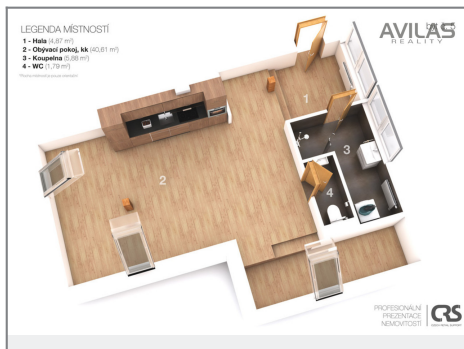 LEGENDA MÍSTNOSTÍ
1 - Hala (4,87 m²)
2 - Obývací pokoj, kk (40,61 m²)
3 - Koupelna (5,88 m²)
4 - WC (1,79 m²)
AVILAS
REALITY
1
2
3
4
PROFESIONÁLNÍ
PREZENTACE
NEMOVITOSTÍ
CRS